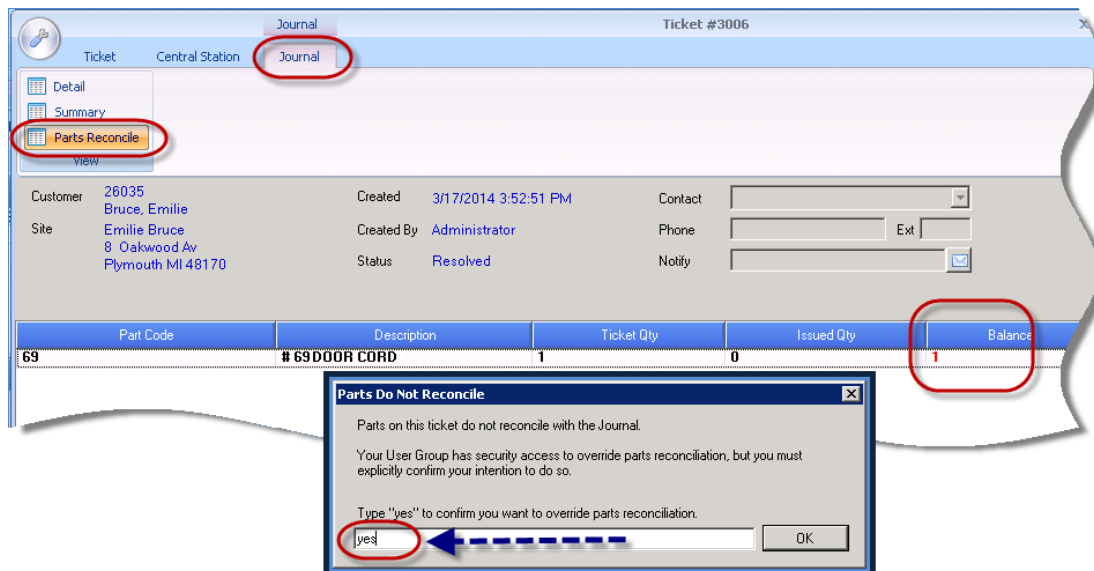 Journal
Ticket #3006
Ticket Central Station Journal
Detail
Summary
Parts Reconcile
View
Customer 26035 Created 3/17/2014 3:52:51 PM Contact
Bruce, Emilie
Site Emilie Bruce Created By Administrator Phone Ext
8 Oakwood Av
Plymouth MI 48170 Status Resolved Notify
Part Code Description Ticket Qty Issued Qty Balance
69 # 69 DOOR CORD 1 0 1
Parts Do Not Reconcile
Parts on this ticket do not reconcile with the Journal.
Your User Group has security access to override parts reconciliation, but you must
explicitly confirm your intention to do so.
Type "yes" to confirm you want to override parts reconciliation.
yes OK